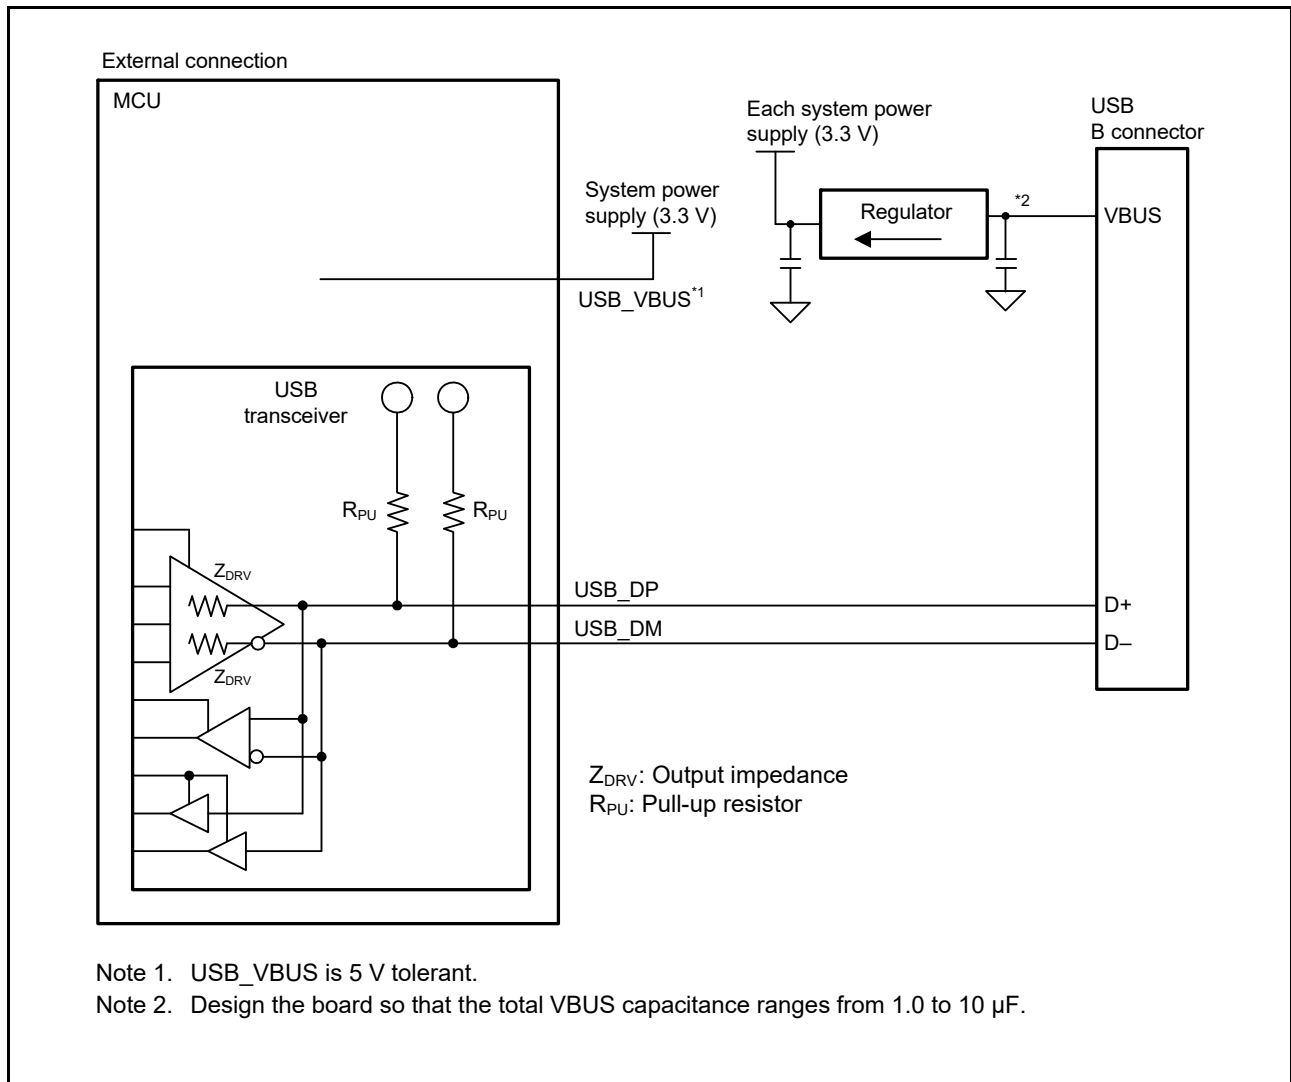 External connection
MCU
Each system power
supply (3.3 V)
USB
B connector
System power
supply (3.3 V)
Regulator
*2
VBUS
USB_VBUS*1
USB
transceiver
RPU
RPU
ZDRV
USB_DP
D+
USB_DM
D–
ZDRV
ZDRV: Output impedance
RPU: Pull-up resistor
Note 1. USB_VBUS is 5 V tolerant.
Note 2. Design the board so that the total VBUS capacitance ranges from 1.0 to 10 µF.